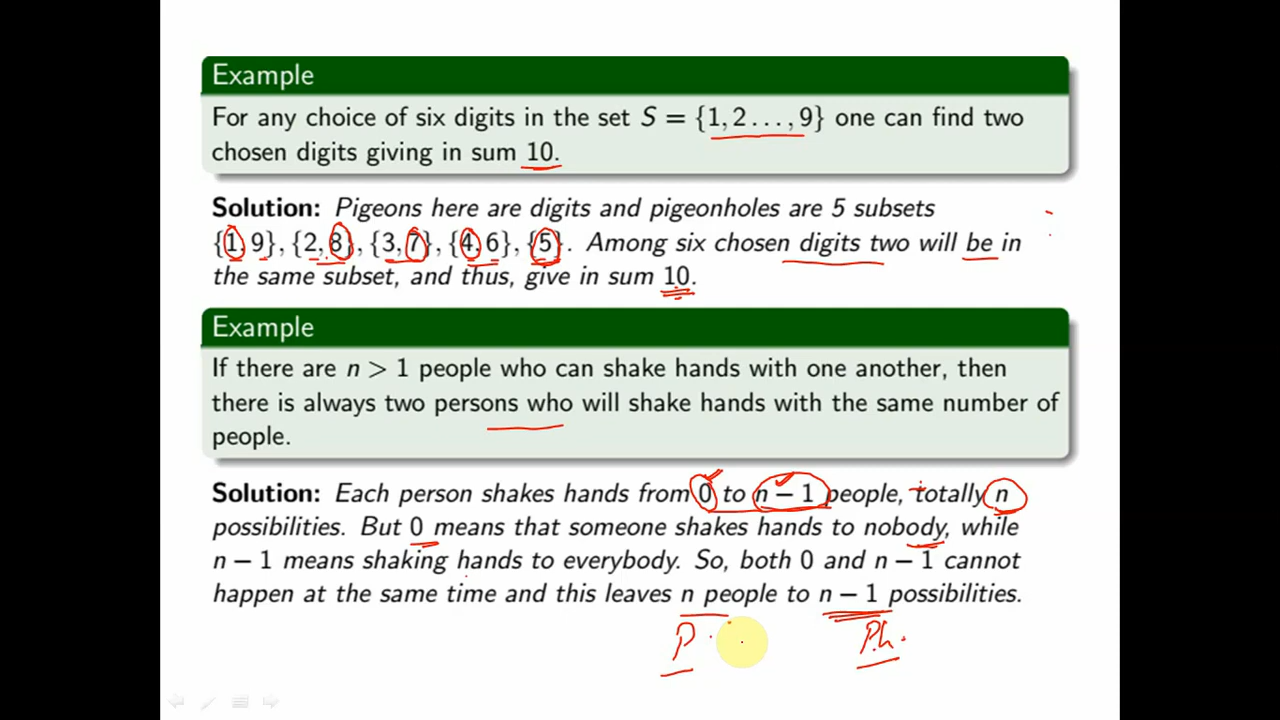 Example
For any choice of six digits in the set S = {1, 2 . . . , 9} one can find two
chosen digits giving in sum 10.
Solution: Pigeons here are digits and pigeonholes are 5 subsets
{1, 9}, {2, 8}, {3, 7}, {4, 6}, {5}. Among six chosen digits two will be in
the same subset, and thus, give in sum 10.
Example
If there are n > 1 people who can shake hands with one another, then
there is always two persons who will shake hands with the same number of
people.
Solution: Each person shakes hands from 0 to n − 1 people, totally n
possibilities. But 0 means that someone shakes hands to nobody, while
n − 1 means shaking hands to everybody. So, both 0 and n − 1 cannot
happen at the same time and this leaves n people to n − 1 possibilities.
P. Ph.